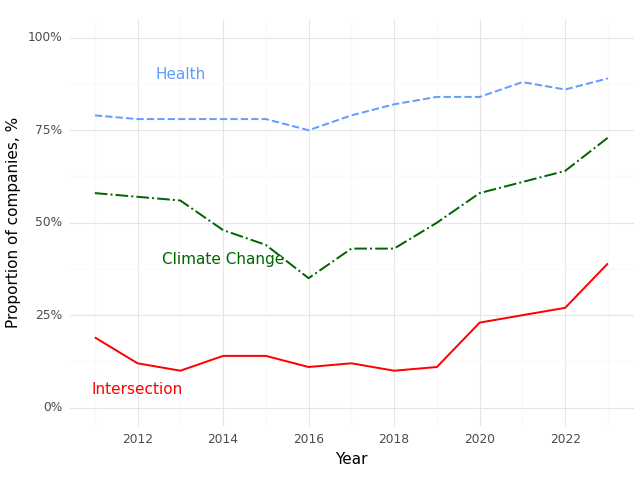 100%
Health
75%
50%
Climate Change
25%
Intersection
0%
2012 2014 2016 2018 2020 2022
Year
Proportion of companies, %